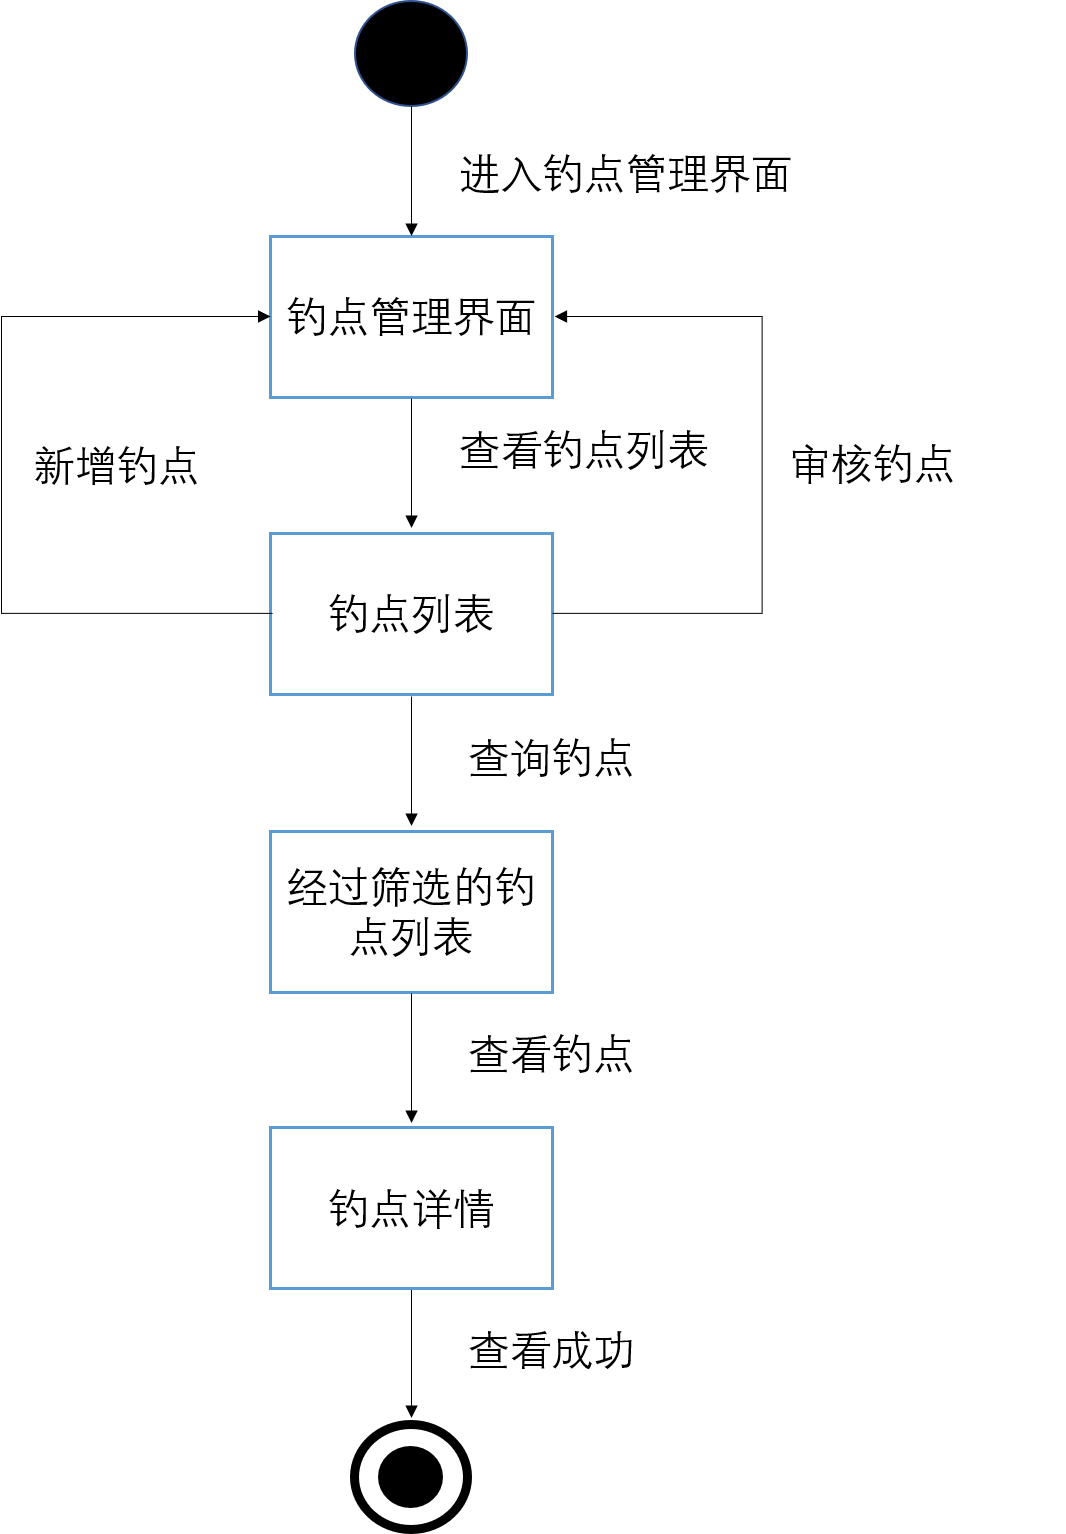 进入钓点管理界面
钓点管理界面
查看钓点列表
新增钓点
审核钓点
钓点列表
查询钓点
经过筛选的钓
点列表
查看钓点
钓点详情
查看成功